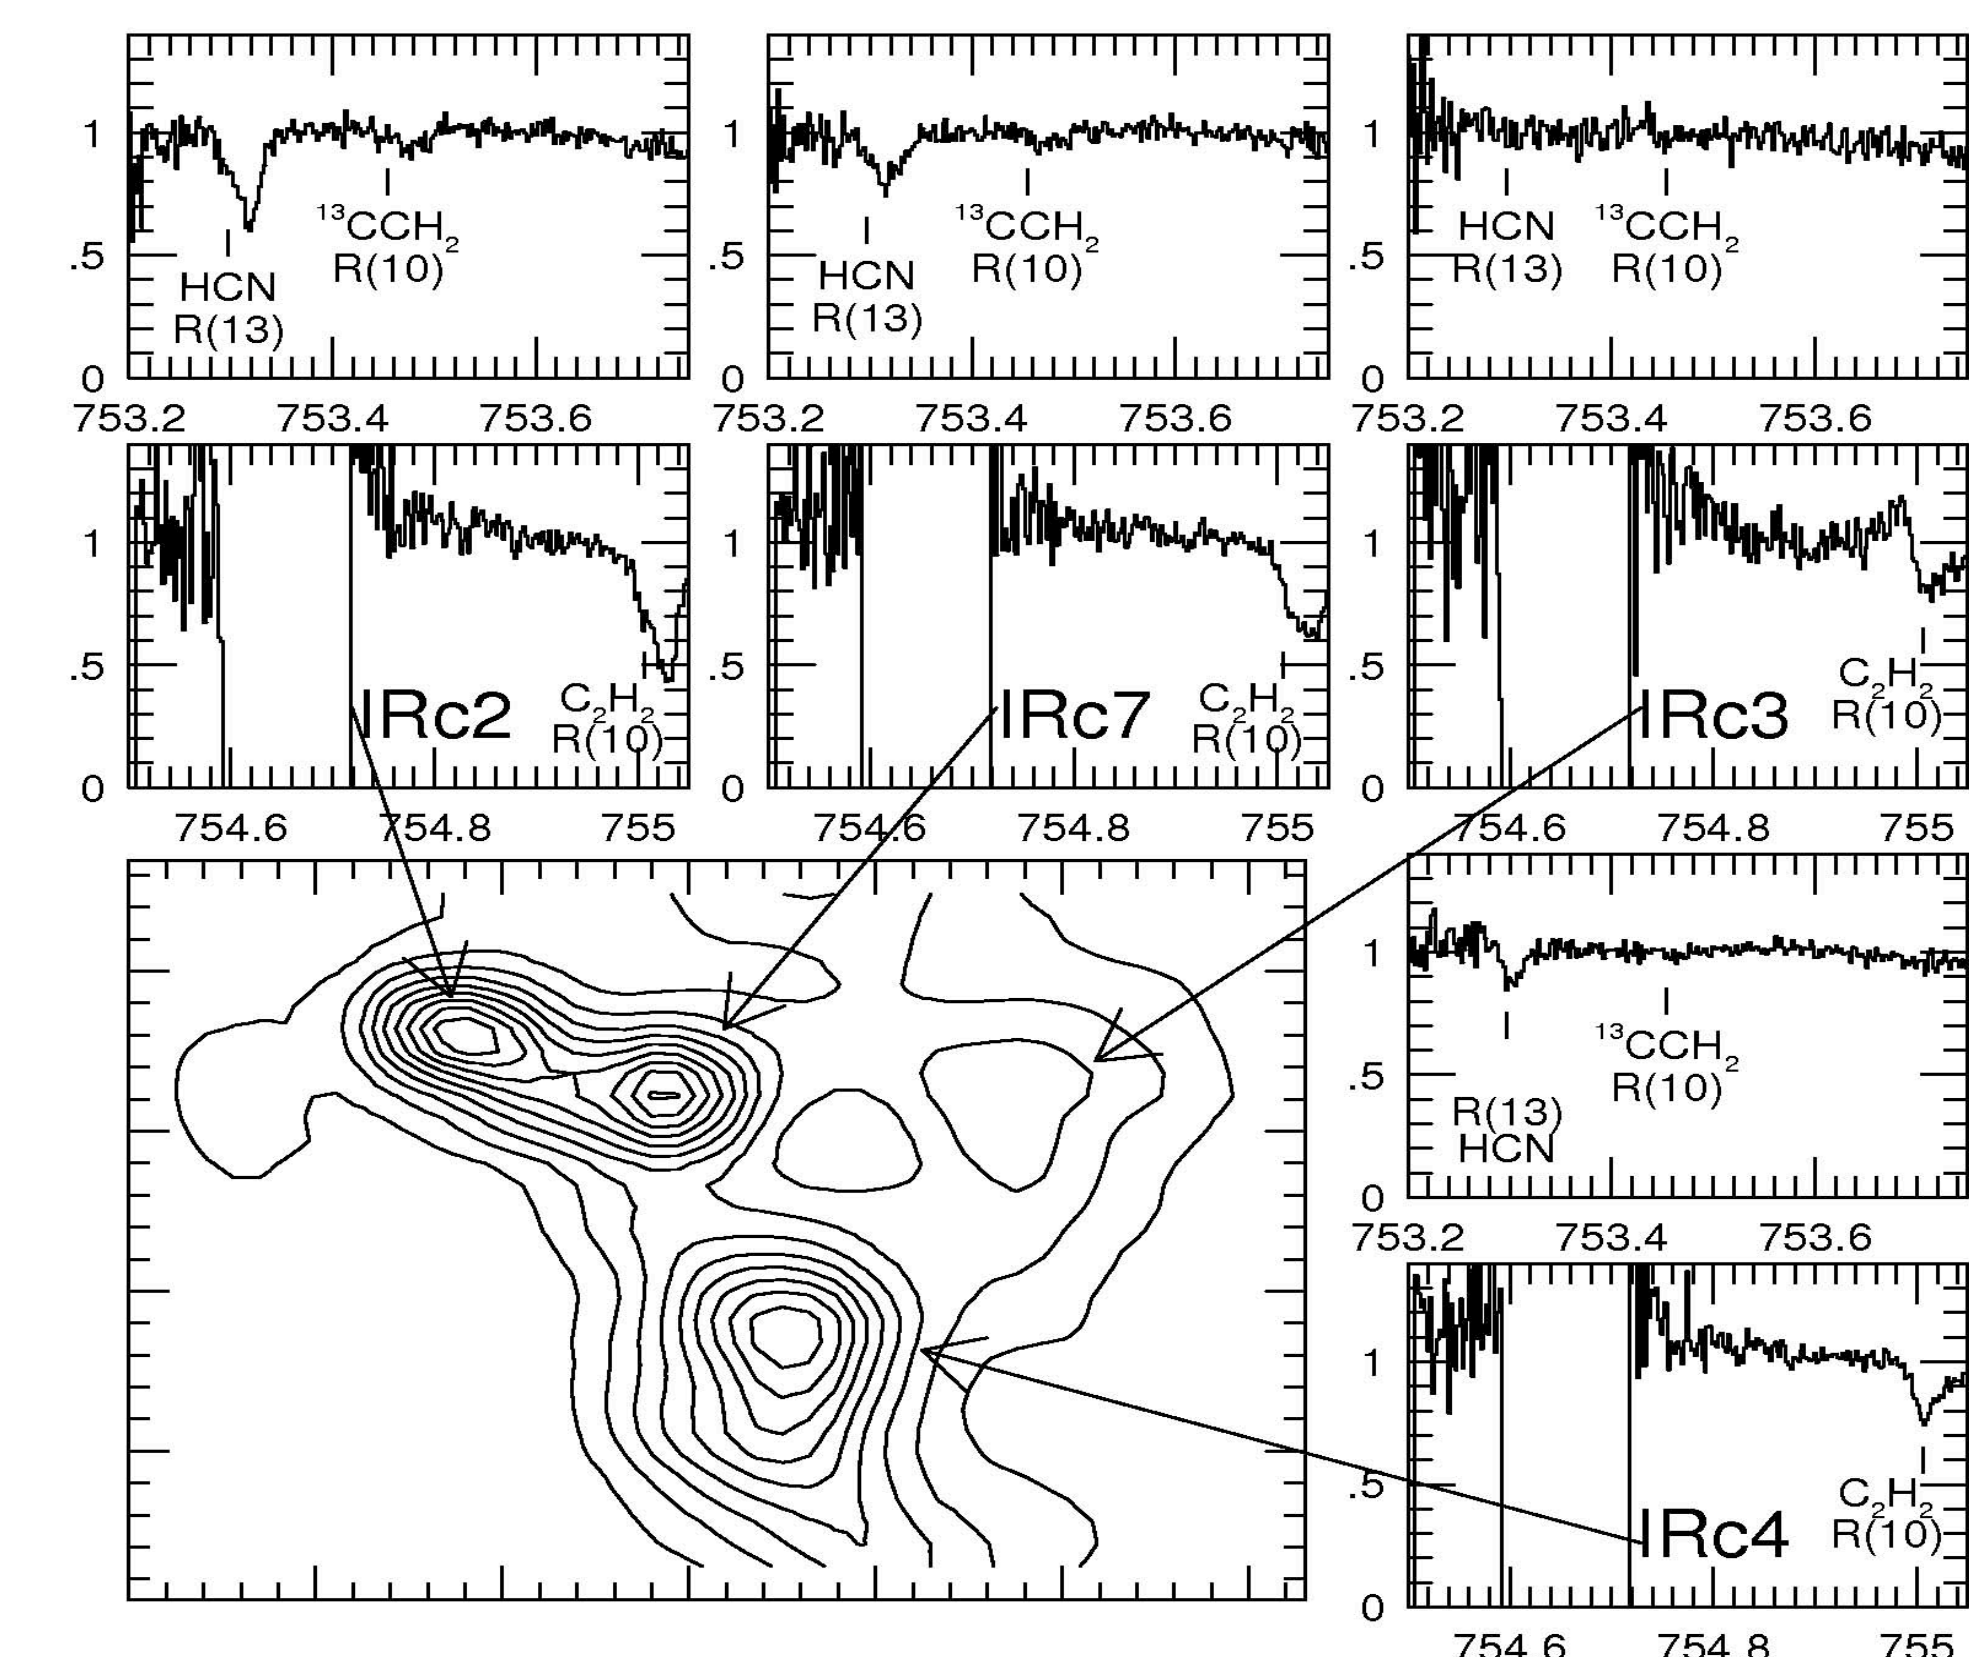 1
.5
0
HCN
R(13)
¹³CCH₂
R(10)
753.2 753.4 753.6
1
.5
0
HCN
R(13)
¹³CCH₂
R(10)
753.2 753.4 753.6
1
.5
0
HCN
R(13)
¹³CCH₂
R(10)
753.2 753.4 753.6
1
.5
0
IRc2
C₂H₂
R(10)
754.6 754.8 755
1
.5
0
IRc7
C₂H₂
R(10)
754.6 754.8 755
1
.5
0
IRc3
C₂H₂
R(10)
754.6 754.8 755
1
.5
0
R(13)
HCN
¹³CCH₂
R(10)
753.2 753.4 753.6
1
.5
0
IRc4
C₂H₂
R(10)
754.6 754.8 755